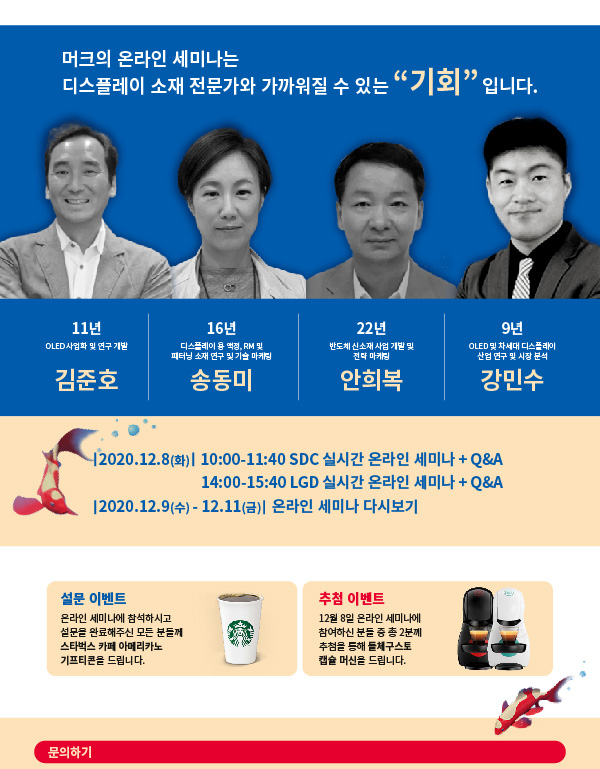 머크의 온라인 세미나는
디스플레이 소재 전문가와 가까워질 수 있는 “기회” 입니다.
11년
OLED 사업화 및 연구 개발
김준호
16년
디스플레이 용 액정, RM 및
패터닝 소재 연구 및 기술 마케팅
송동미
22년
반도체 신소재 사업 개발 및
전략 마케팅
안희복
9년
OLED 및 차세대 디스플레이
산업 연구 및 시장 분석
강민수
|2020.12.8(화)| 10:00-11:40 SDC 실시간 온라인 세미나 + Q&A
14:00-15:40 LGD 실시간 온라인 세미나 + Q&A
|2020.12.9(수) - 12.11(금)| 온라인 세미나 다시보기
설문 이벤트
온라인 세미나에 참석하시고
설문을 완료해주신 모든 분들께
스타벅스 카페 아메리카노
기프티콘을 드립니다.
추첨 이벤트
12월 8일 온라인 세미나에
참여하신 분들 중 총 2분께
추첨을 통해 돌체구스토
캡슐 머신을 드립니다.
문의하기